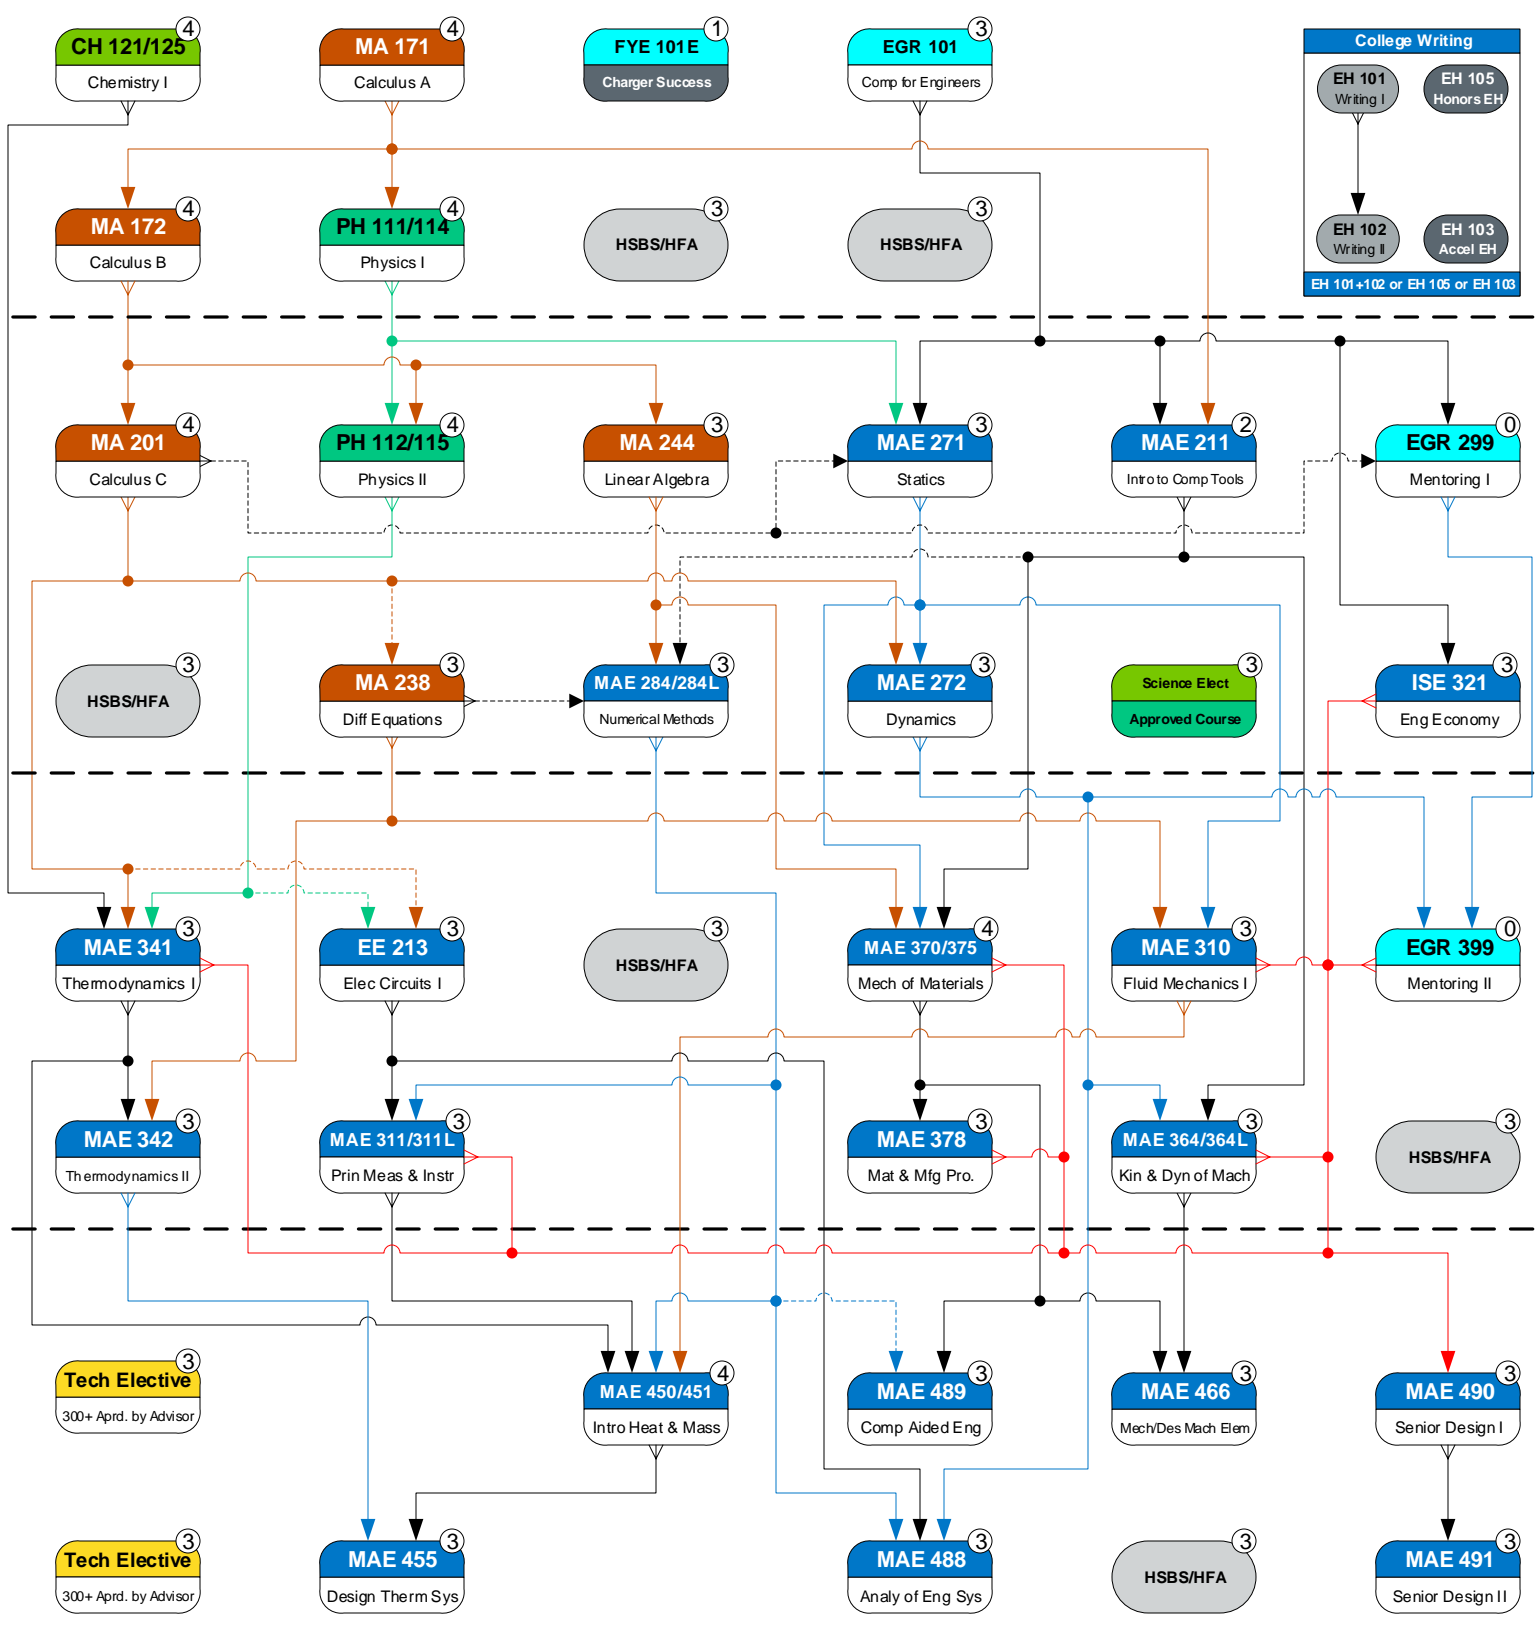 4
CH 121/125
Chemistry I
4
MA 171
Calculus A
1
FYE 101E
Charger Success
3
EGR 101
Comp for Engineers
College Writing
EH 101
Writing I
EH 105
Honors EH
EH 102
Writing II
EH 103
Accel EH
EH 101+102 or EH 105 or EH 103
4
MA 172
Calculus B
4
PH 111/114
Physics I
3
HSBS/HFA
3
HSBS/HFA
4
MA 201
Calculus C
4
PH 112/115
Physics II
3
MA 244
Linear Algebra
3
MAE 271
Statics
2
MAE 211
Intro to Comp Tools
0
EGR 299
Mentoring I
3
HSBS/HFA
3
MA 238
Diff Equations
3
MAE 284/284L
Numerical Methods
3
MAE 272
Dynamics
3
Science Elect
Approved Course
3
ISE 321
Eng Economy
3
MAE 341
Thermodynamics I
3
EE 213
Elec Circuits I
3
HSBS/HFA
4
MAE 370/375
Mech of Materials
3
MAE 310
Fluid Mechanics I
0
EGR 399
Mentoring II
3
MAE 342
Thermodynamics II
3
MAE 311/311L
Prin Meas & Instr
3
MAE 378
Mat & Mfg Pro.
3
MAE 364/364L
Kin & Dyn of Mach
3
HSBS/HFA
3
Tech Elective
300+ Aprd. by Advisor
4
MAE 450/451
Intro Heat & Mass
3
MAE 489
Comp Aided Eng
3
MAE 466
Mech/Des Mach Elem
3
MAE 490
Senior Design I
3
Tech Elective
300+ Aprd. by Advisor
3
MAE 455
Design Therm Sys
3
MAE 488
Analy of Eng Sys
3
HSBS/HFA
3
MAE 491
Senior Design II